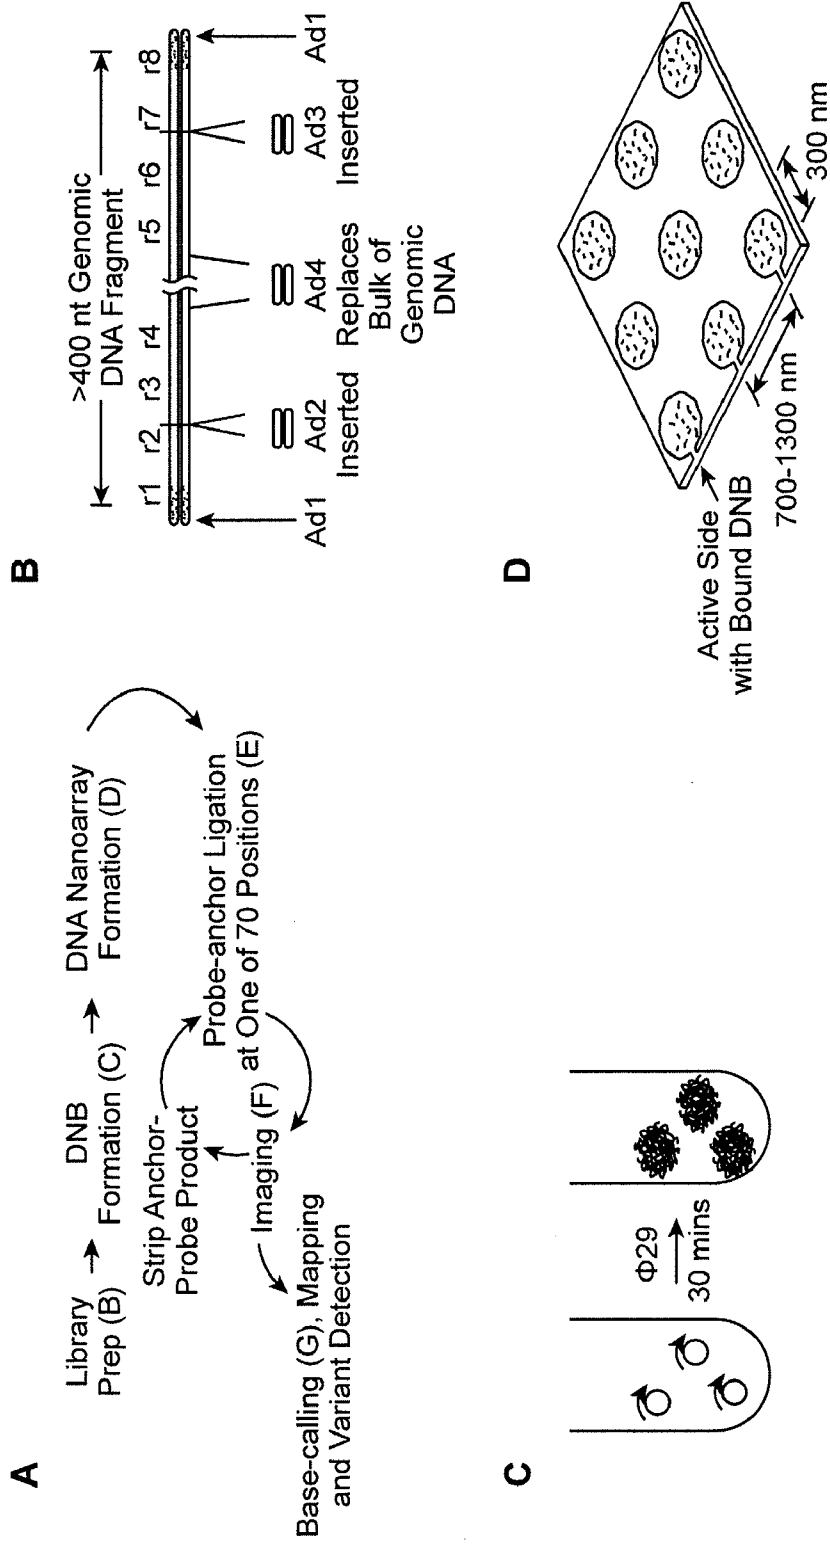 A
Library
Prep (B)
DNB
Formation (C)
DNA Nanoarray
Formation (D)
Strip Anchor-
Probe Product
Probe-anchor Ligation
at One of 70 Positions (E)
Imaging (F)
Base-calling (G), Mapping
and Variant Detection
B
>400 nt Genomic
DNA Fragment
r1 r2 r3 r4 r5 r6 r7 r8
Ad1
Ad2
Inserted
Ad4
Replaces
Bulk of
Genomic
DNA
Ad3
Inserted
Ad1
C
Φ29
30 mins
D
Active Side
with Bound DNB
700-1300 nm
300 nm